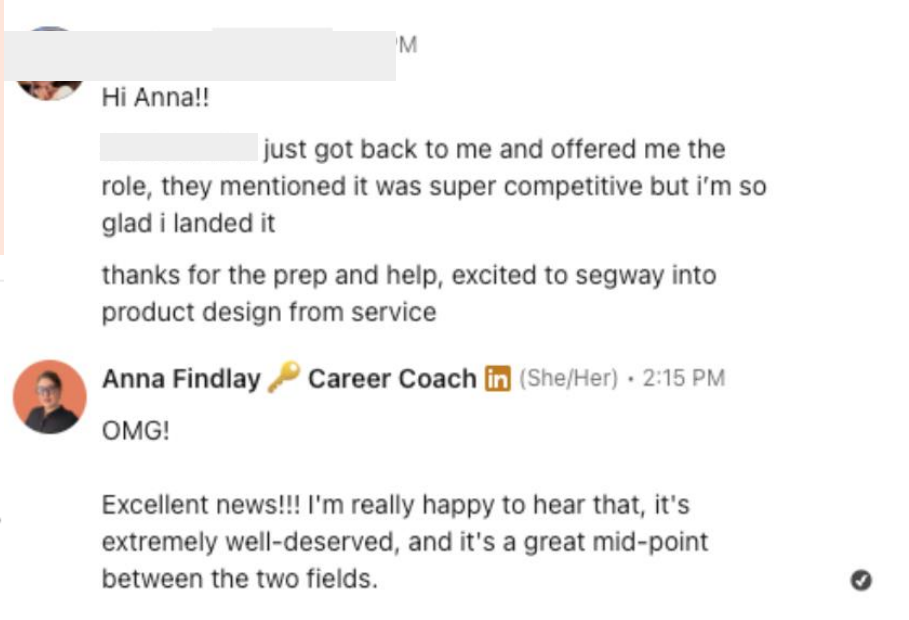 PM
Hi Anna!!
just got back to me and offered me the
role, they mentioned it was super competitive but i'm so
glad i landed it
thanks for the prep and help, excited to segway into
product design from service
Anna Findlay 🔑 Career Coach in (She/Her) • 2:15 PM
OMG!
Excellent news!!! I'm really happy to hear that, it's
extremely well-deserved, and it's a great mid-point
between the two fields.